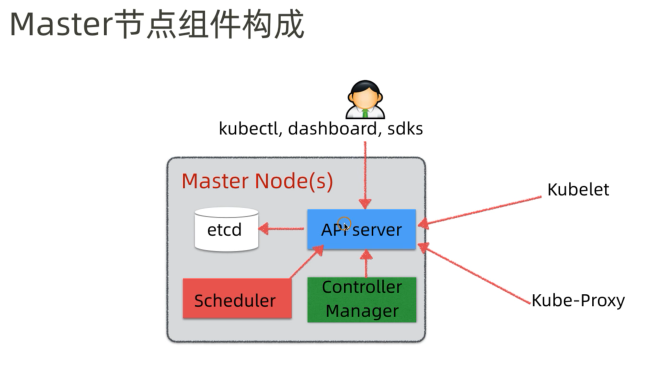 Master节点组件构成
kubectl, dashboard, sdks
Master Node(s)
Kubelet
etcd
API server
Scheduler
Controller
Manager
Kube-Proxy